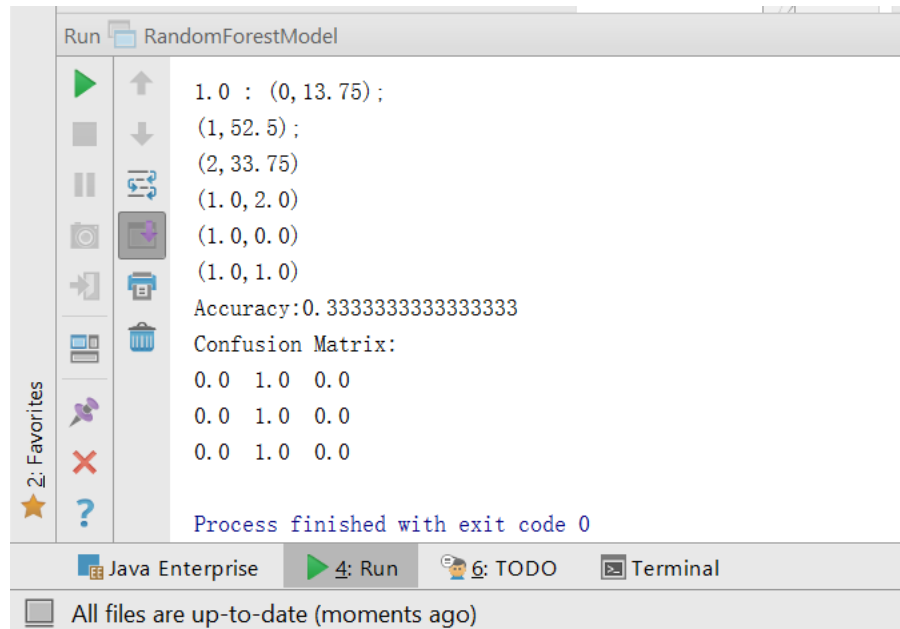 Run RandomForestModel
1.0 : (0,13.75);
(1,52.5);
(2,33.75)
(1.0,2.0)
(1.0,0.0)
(1.0,1.0)
Accuracy:0.3333333333333333
Confusion Matrix:
0.0 1.0 0.0
0.0 1.0 0.0
0.0 1.0 0.0
Process finished with exit code 0
2: Favorites
Java Enterprise 4: Run 6: TODO Terminal
All files are up-to-date (moments ago)